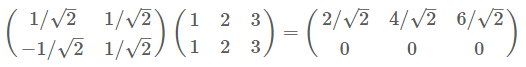 ( 1/√2 1/√2 ) ( 1 2 3 ) = ( 2/√2 4/√2 6/√2 )
( −1/√2 1/√2 ) ( 1 2 3 ) ( 0 0 0 )